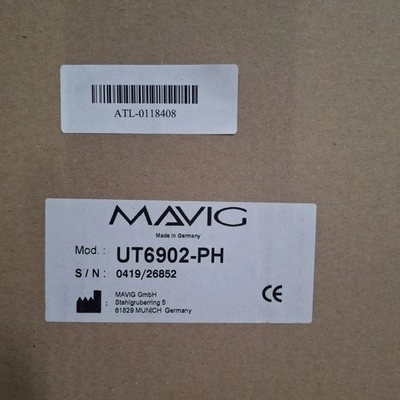 ATL-0118408
MAVIG
Made in Germany
Mod.: UT6902-PH
S / N : 0419/26852
MAVIG GmbH
Stahlgruberring 5
81829 MUNICH Germany
CE